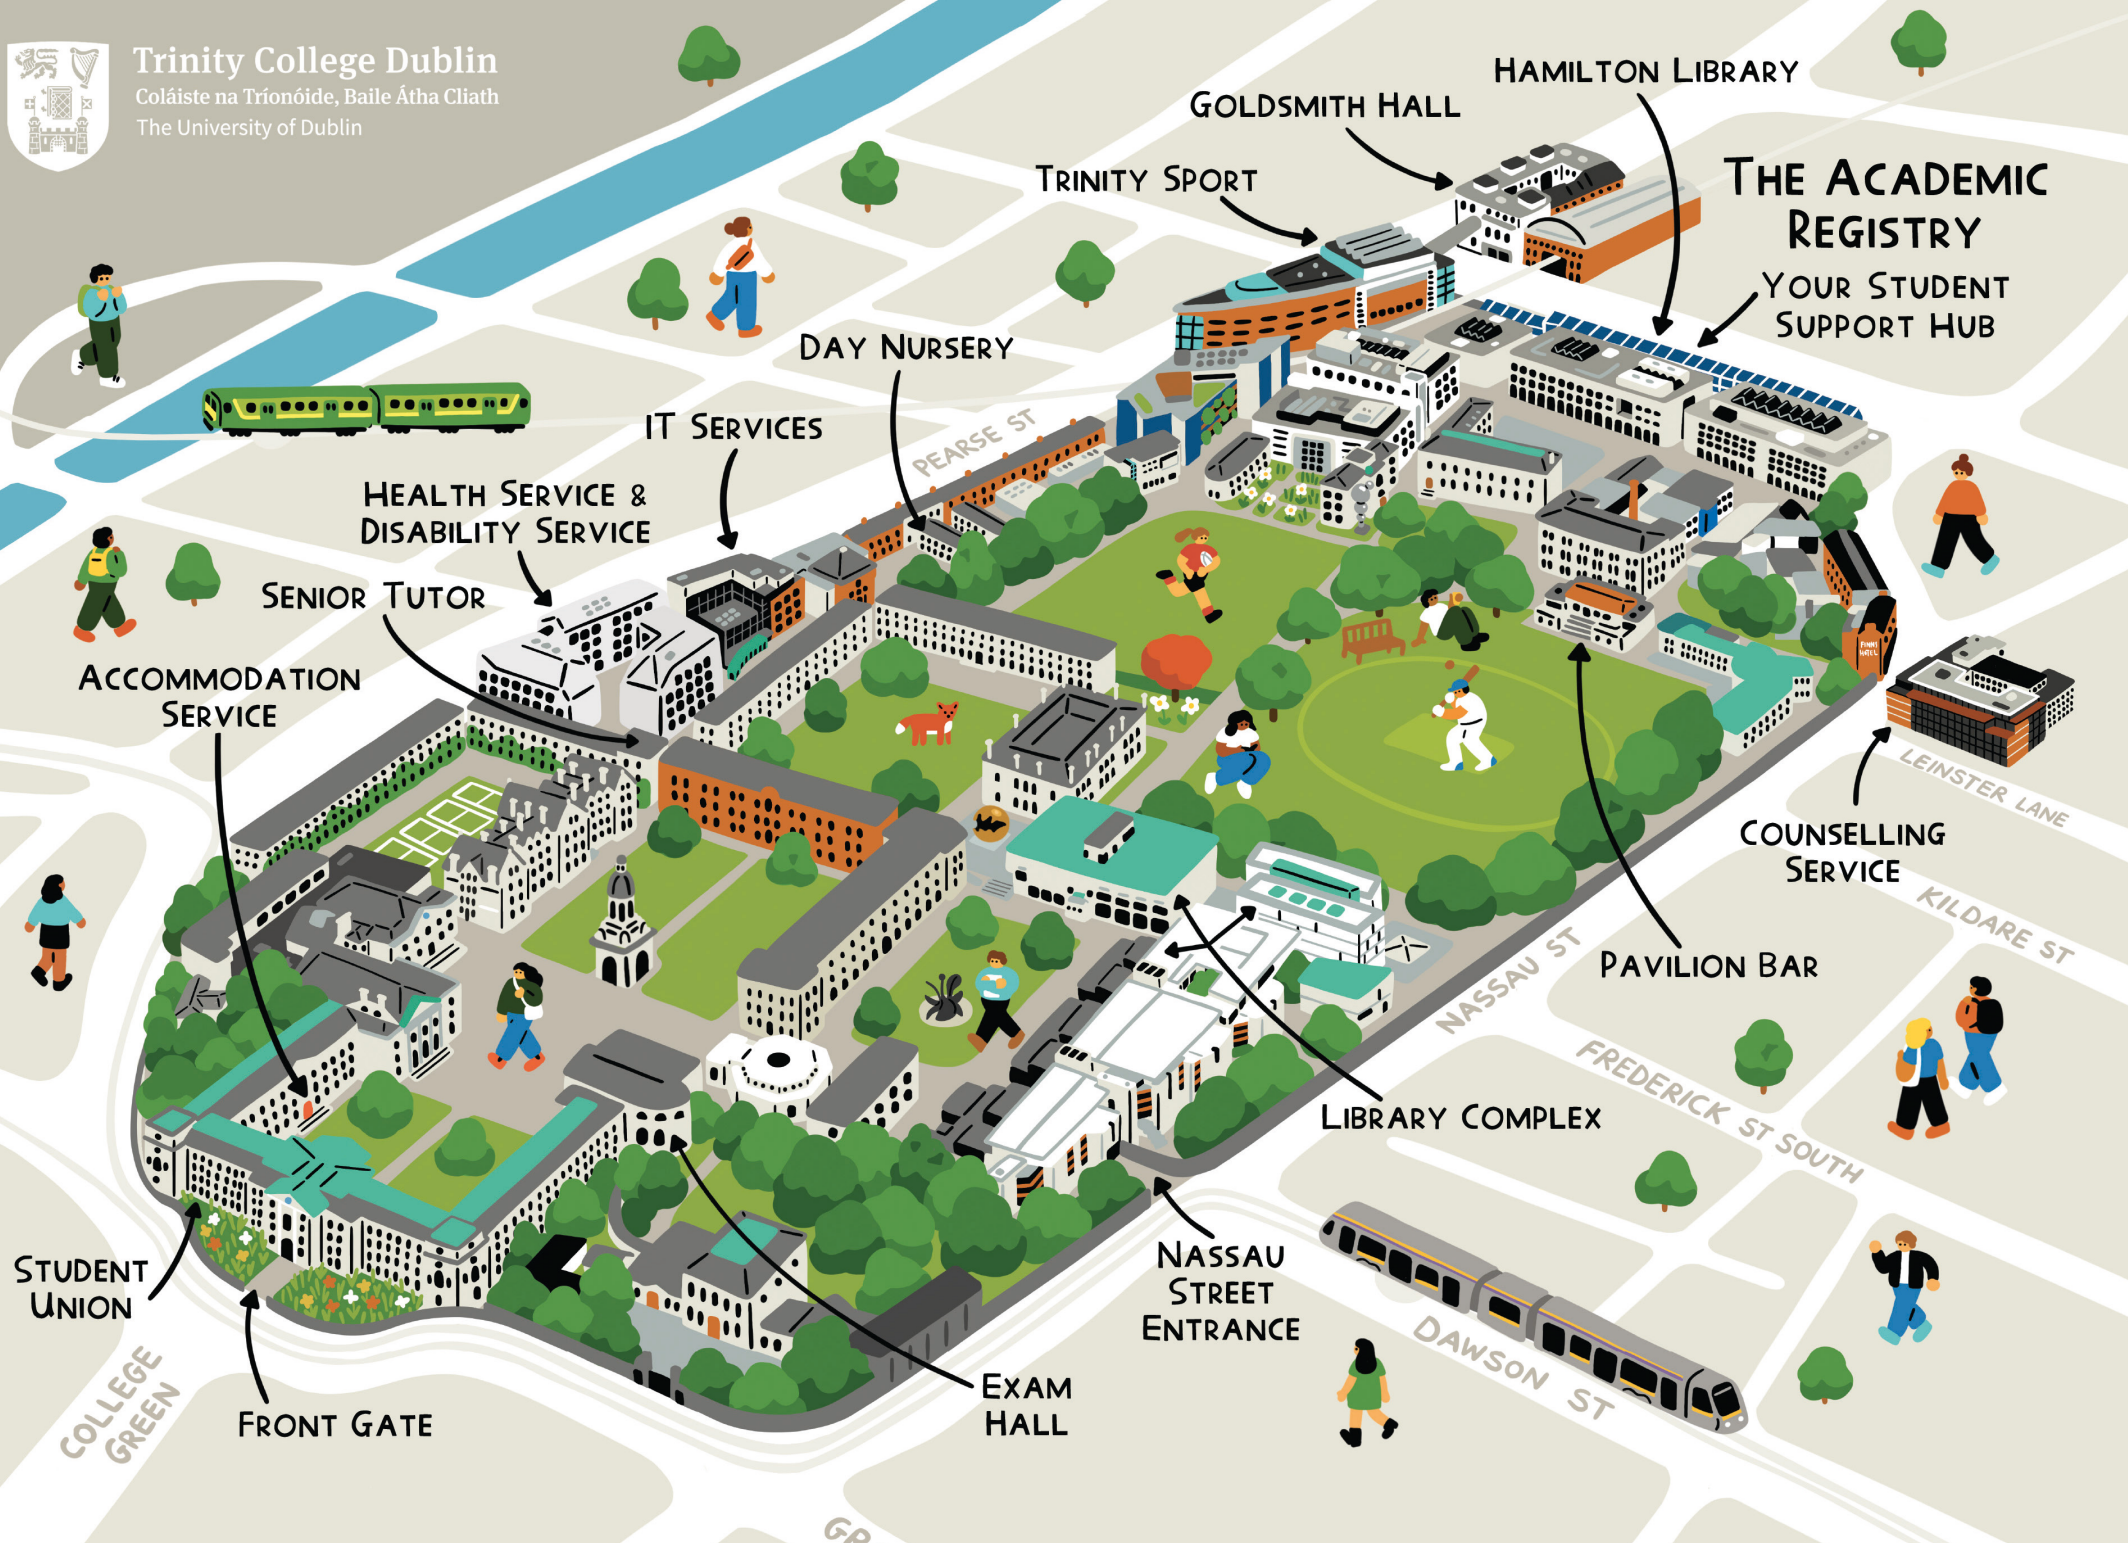 Trinity College Dublin
Coláiste na Tríonóide, Baile Átha Cliath
The University of Dublin
HAMILTON LIBRARY
GOLDSMITH HALL
TRINITY SPORT
THE ACADEMIC
REGISTRY
YOUR STUDENT
SUPPORT HUB
DAY NURSERY
IT SERVICES
PEARSE ST
HEALTH SERVICE &
DISABILITY SERVICE
SENIOR TUTOR
ACCOMMODATION
SERVICE
FINNS
HOTEL
LEINSTER LANE
COUNSELLING
SERVICE
KILDARE ST
PAVILION BAR
NASSAU ST
FREDERICK ST SOUTH
LIBRARY COMPLEX
NASSAU
STREET
ENTRANCE
STUDENT
UNION
DAWSON ST
EXAM
HALL
COLLEGE
GREEN
FRONT GATE